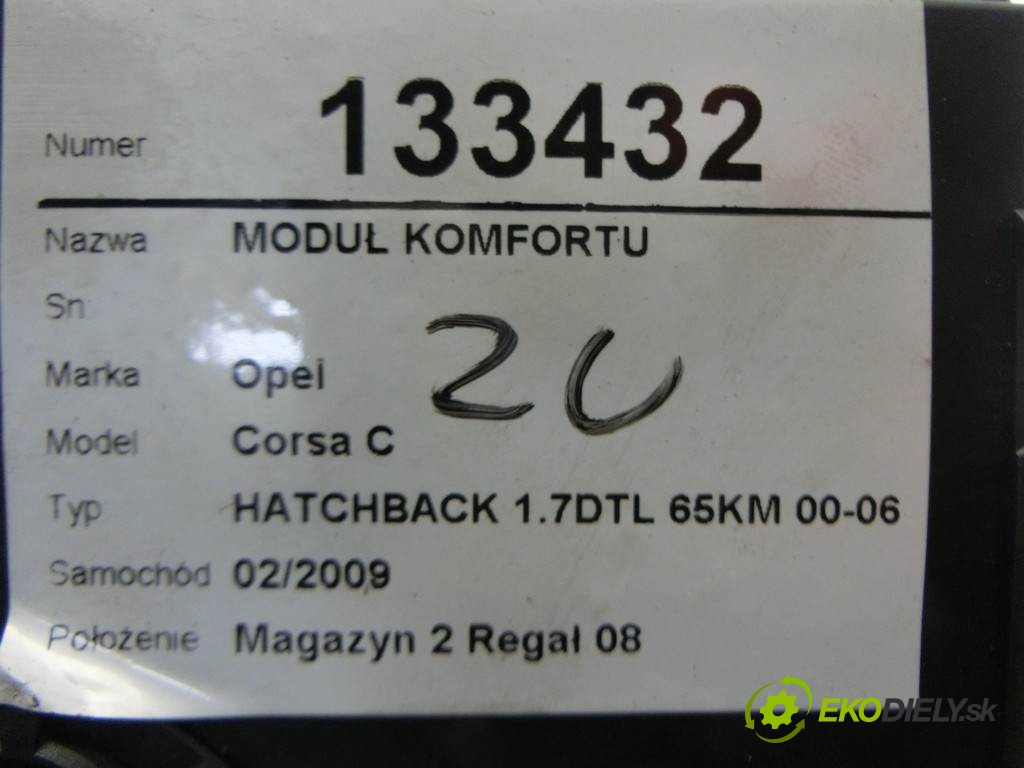 Numer 133432
Nazwa MODUŁ KOMFORTU
Sn
Marka Opel
Model Corsa C
Typ HATCHBACK 1.7DTL 65KM 00-06
Samochód 02/2009
Położenie Magazyn 2 Regał 08
EKODIELY.sk